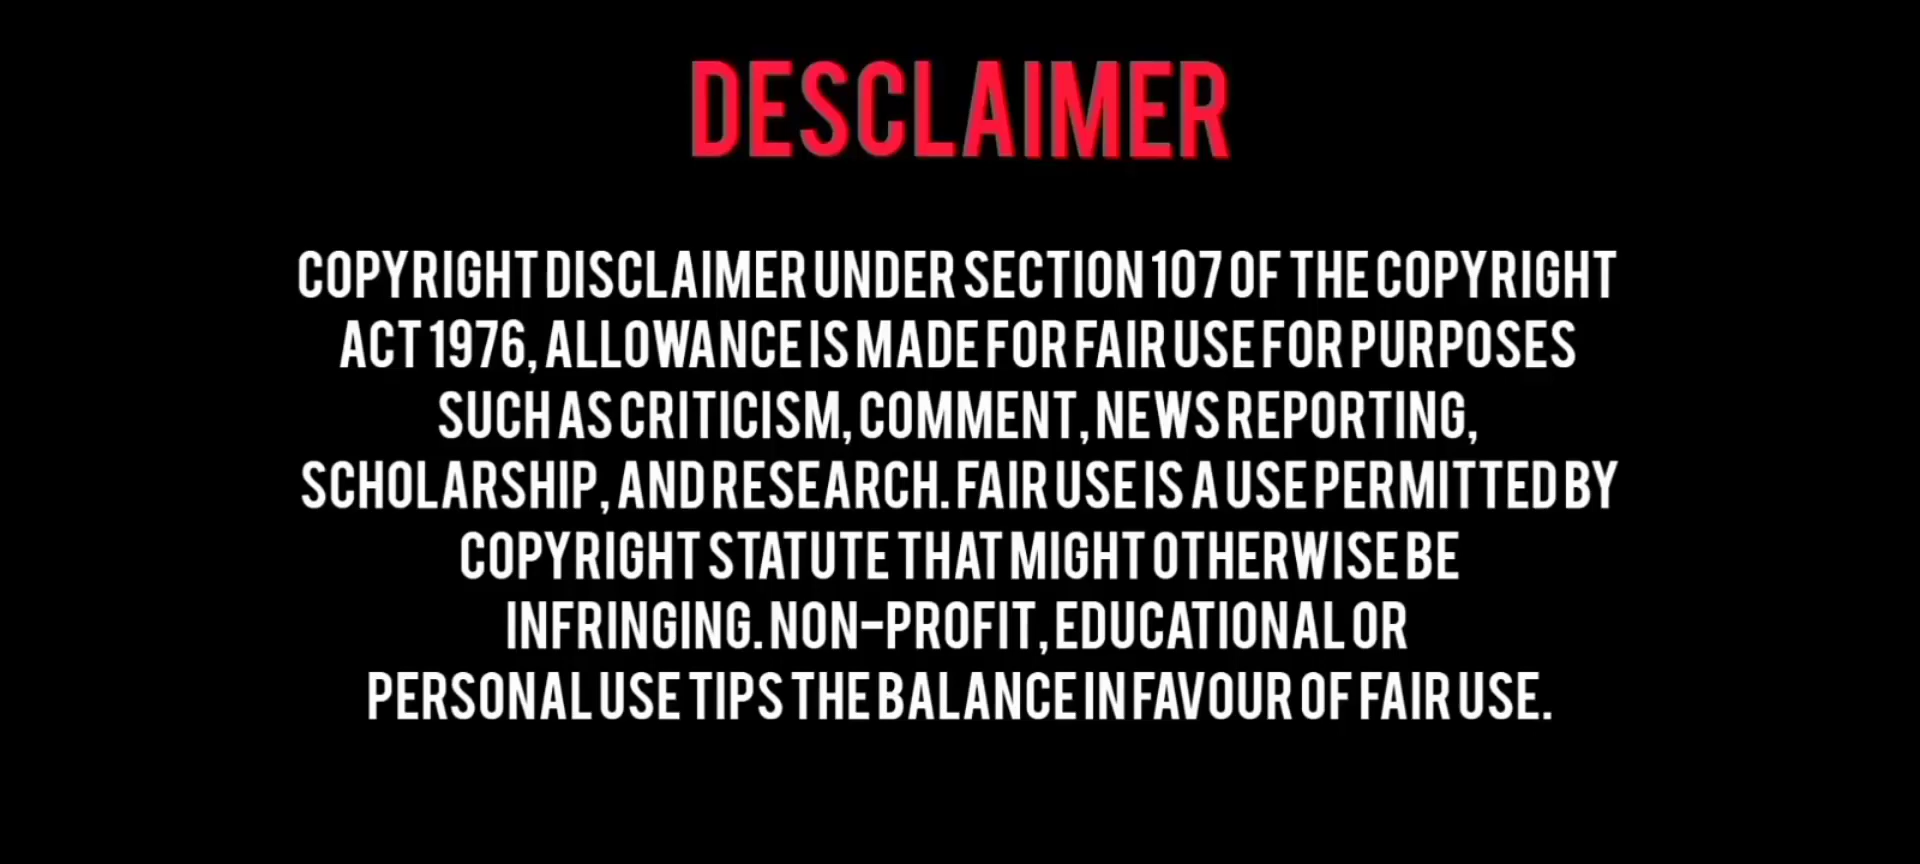 DESCLAIMER
COPYRIGHT DISCLAIMER UNDER SECTION 107 OF THE COPYRIGHT
ACT 1976, ALLOWANCE IS MADE FOR FAIR USE FOR PURPOSES
SUCH AS CRITICISM, COMMENT, NEWS REPORTING,
SCHOLARSHIP, AND RESEARCH. FAIR USE IS A USE PERMITTED BY
COPYRIGHT STATUTE THAT MIGHT OTHERWISE BE
INFRINGING. NON-PROFIT, EDUCATIONAL OR
PERSONAL USE TIPS THE BALANCE IN FAVOUR OF FAIR USE.